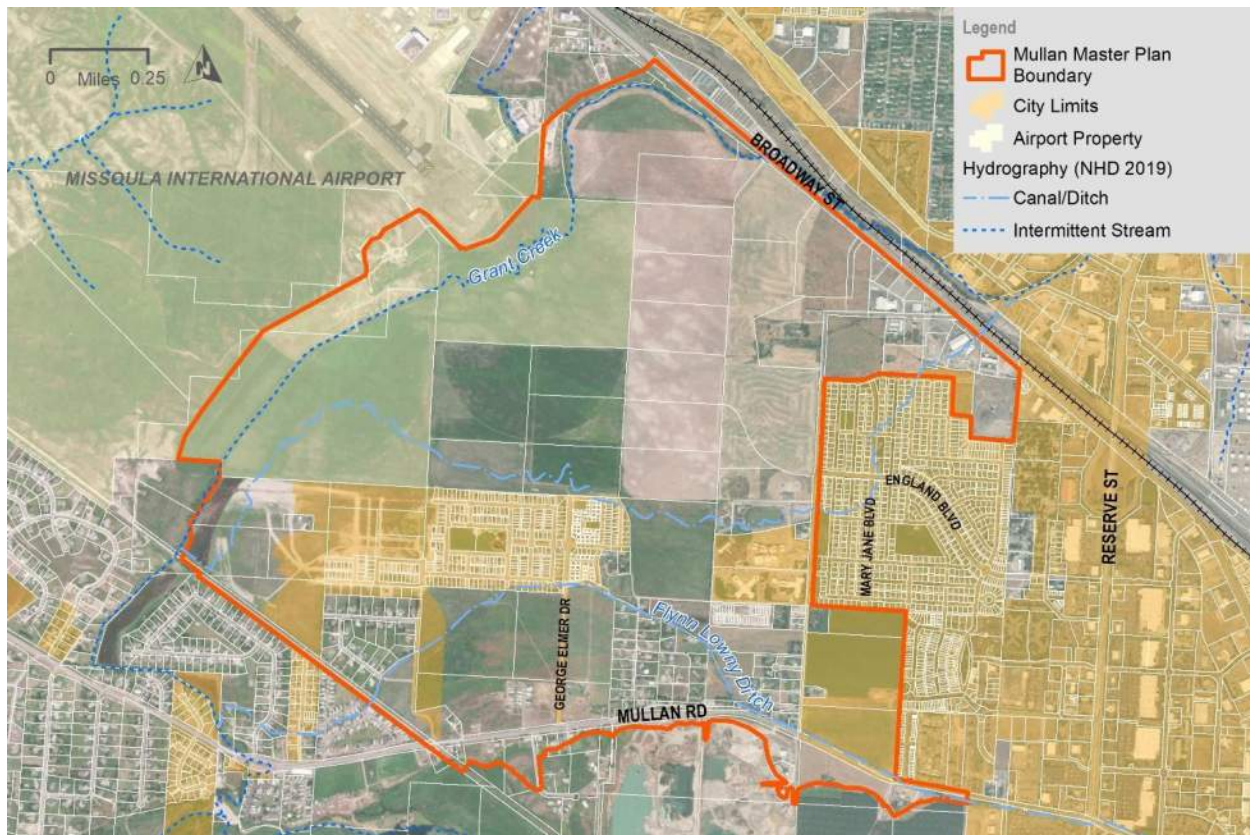 0 Miles 0.25
N
MISSOULA INTERNATIONAL AIRPORT
Grant Creek
BROADWAY ST
Legend
Mullan Master Plan
Boundary
City Limits
Airport Property
Hydrography (NHD 2019)
Canal/Ditch
Intermittent Stream
ENGLAND BLVD
MARY JANE BLVD
RESERVE ST
GEORGE ELMER DR
Flynn Lowny Ditch
MULLAN RD